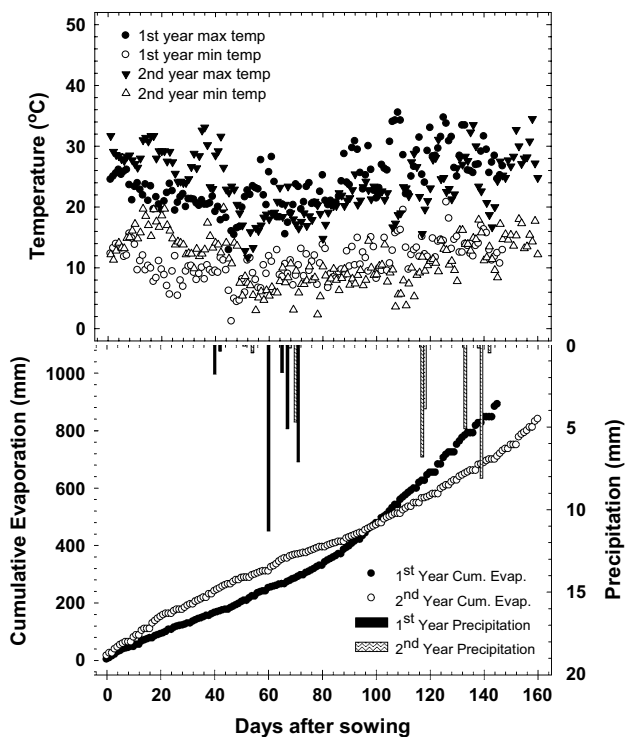 50
40
30
20
10
0
Temperature (°C)
1st year max temp
1st year min temp
2nd year max temp
2nd year min temp
1000
800
600
400
200
0
Cumulative Evaporation (mm)
0
5
10
15
20
Precipitation (mm)
1st Year Cum. Evap.
2nd Year Cum. Evap.
1st Year Precipitation
2nd Year Precipitation
0 20 40 60 80 100 120 140 160
Days after sowing